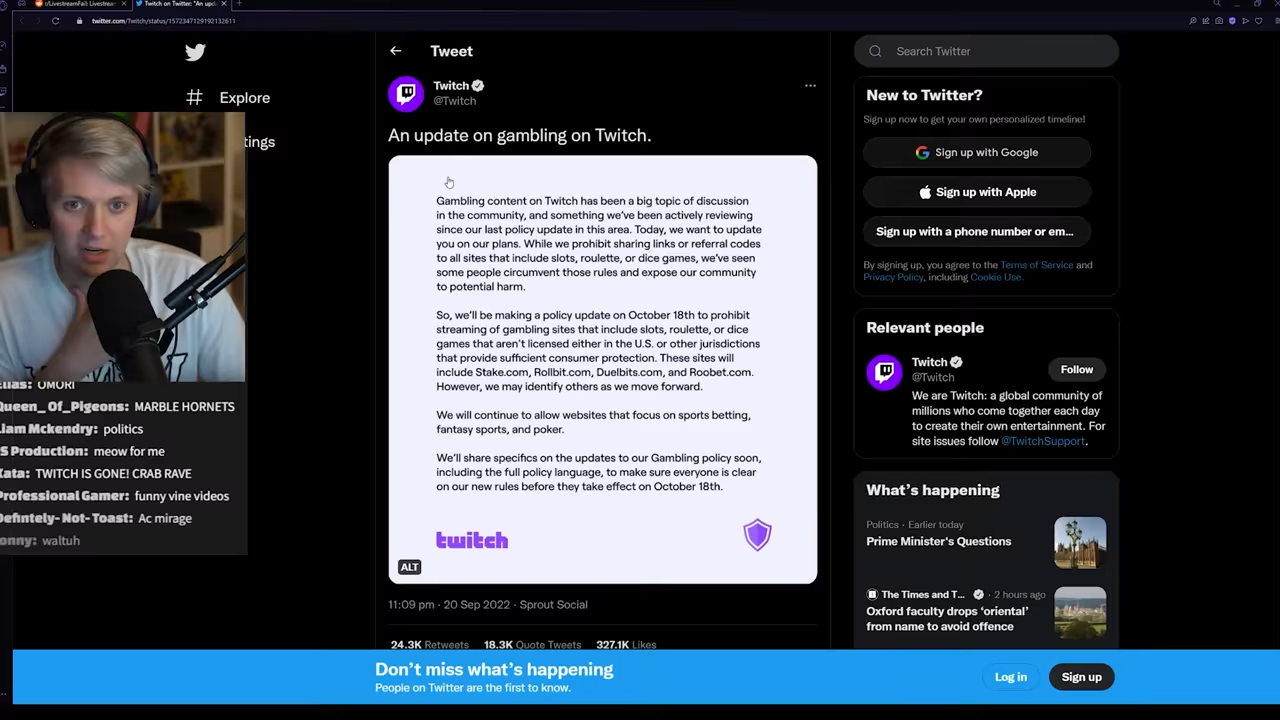 r/LivestreamFail: Livestream
Twitch on Twitter: "An upd
twitter.com/Twitch/status/1572347129192132611
Explore
tings
Tweet
Twitch
@Twitch
An update on gambling on Twitch.
Gambling content on Twitch has been a big topic of discussion
in the community, and something we've been actively reviewing
since our last policy update in this area. Today, we want to update
you on our plans. While we prohibit sharing links or referral codes
to all sites that include slots, roulette, or dice games, we've seen
some people circumvent those rules and expose our community
to potential harm.
So, we'll be making a policy update on October 18th to prohibit
streaming of gambling sites that include slots, roulette, or dice
games that aren't licensed either in the U.S. or other jurisdictions
that provide sufficient consumer protection. These sites will
include Stake.com, Rollbit.com, Duelbits.com, and Roobet.com.
However, we may identify others as we move forward.
We will continue to allow websites that focus on sports betting,
fantasy sports, and poker.
We'll share specifics on the updates to our Gambling policy soon,
including the full policy language, to make sure everyone is clear
on our new rules before they take effect on October 18th.
twitch
ALT
11:09 pm · 20 Sep 2022 · Sprout Social
24.3K Retweets 18.3K Quote Tweets 327.1K Likes
Search Twitter
New to Twitter?
Sign up now to get your own personalized timeline!
Sign up with Google
Sign up with Apple
Sign up with a phone number or em...
By signing up, you agree to the Terms of Service and
Privacy Policy, including Cookie Use.
Relevant people
Twitch
@Twitch
Follow
We are Twitch: a global community of
millions who come together each day
to create their own entertainment. For
site issues follow @TwitchSupport.
What's happening
Politics · Earlier today
Prime Minister's Questions
The Times and T... · 2 hours ago
Oxford faculty drops 'oriental'
from name to avoid offence
Elias: OMORI
Queen_Of_Pigeons: MARBLE HORNETS
iam Mckendry: politics
S Production: meow for me
Kata: TWITCH IS GONE! CRAB RAVE
Professional Gamer: funny vine videos
Defintely-Not-Toast: Ac mirage
onny: waltuh
Don't miss what's happening
People on Twitter are the first to know.
Log in
Sign up